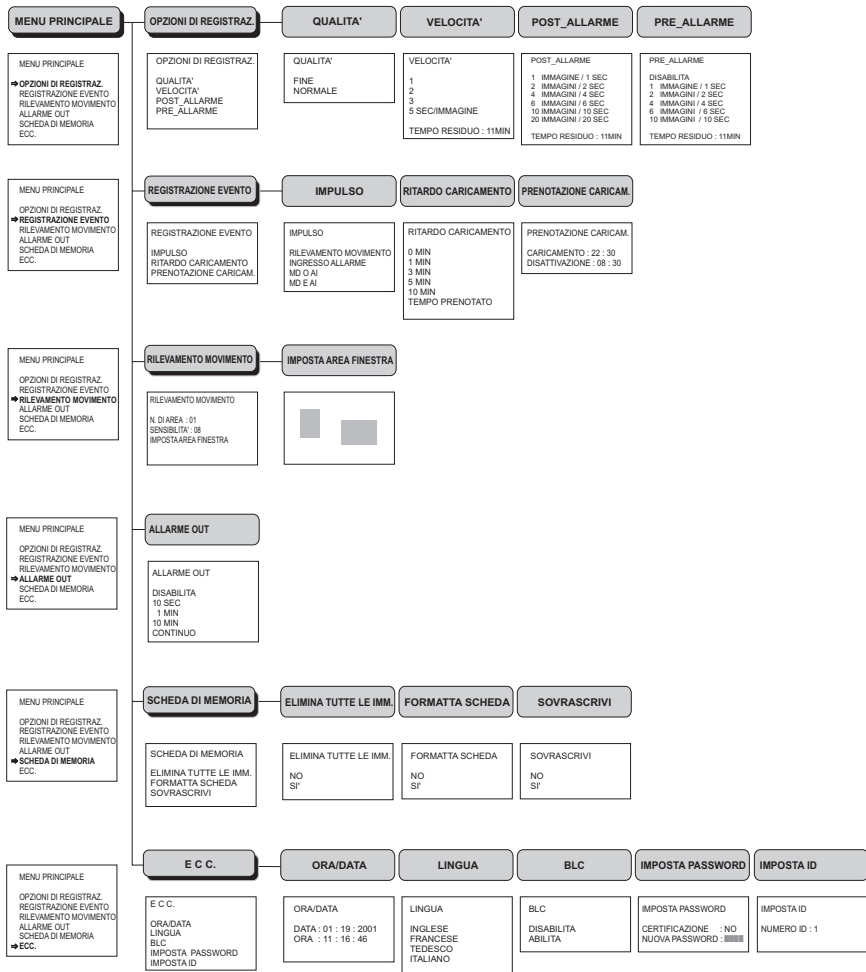 MENU PRINCIPALE
OPZIONI DI REGISTRAZ.
QUALITA'
VELOCITA'
POST_ALLARME
PRE_ALLARME
MENU PRINCIPALE
⇒OPZIONI DI REGISTRAZ.
REGISTRAZIONE EVENTO
RILEVAMENTO MOVIMENTO
ALLARME OUT
SCHEDA DI MEMORIA
ECC.
OPZIONI DI REGISTRAZ.
QUALITA'
VELOCITA'
POST_ALLARME
PRE_ALLARME
QUALITA'
FINE
NORMALE
VELOCITA'
1
2
3
5 SEC/IMMAGINE
TEMPO RESIDUO : 11MIN
POST_ALLARME
1 IMMAGINE / 1 SEC
2 IMMAGINI / 2 SEC
4 IMMAGINI / 4 SEC
6 IMMAGINI / 6 SEC
10 IMMAGINI / 10 SEC
20 IMMAGINI / 20 SEC
TEMPO RESIDUO : 11MIN
PRE_ALLARME
DISABILITA
1 IMMAGINE / 1 SEC
2 IMMAGINI / 2 SEC
4 IMMAGINI / 4 SEC
6 IMMAGINI / 6 SEC
10 IMMAGINI / 10 SEC
TEMPO RESIDUO : 11MIN
MENU PRINCIPALE
OPZIONI DI REGISTRAZ.
⇒REGISTRAZIONE EVENTO
RILEVAMENTO MOVIMENTO
ALLARME OUT
SCHEDA DI MEMORIA
ECC.
REGISTRAZIONE EVENTO
IMPULSO
RITARDO CARICAMENTO
PRENOTAZIONE CARICAM.
REGISTRAZIONE EVENTO
IMPULSO
RITARDO CARICAMENTO
PRENOTAZIONE CARICAM.
IMPULSO
RILEVAMENTO MOVIMENTO
INGRESSO ALLARME
MD O AI
MD E AI
RITARDO CARICAMENTO
0 MIN
1 MIN
3 MIN
5 MIN
10 MIN
TEMPO PRENOTATO
PRENOTAZIONE CARICAM.
CARICAMENTO : 22 : 30
DISATTIVAZIONE : 08 : 30
MENU PRINCIPALE
OPZIONI DI REGISTRAZ.
REGISTRAZIONE EVENTO
⇒RILEVAMENTO MOVIMENTO
ALLARME OUT
SCHEDA DI MEMORIA
ECC.
RILEVAMENTO MOVIMENTO
IMPOSTA AREA FINESTRA
RILEVAMENTO MOVIMENTO
N. DI AREA : 01
SENSIBILITA' : 08
IMPOSTA AREA FINESTRA
MENU PRINCIPALE
OPZIONI DI REGISTRAZ.
REGISTRAZIONE EVENTO
RILEVAMENTO MOVIMENTO
⇒ALLARME OUT
SCHEDA DI MEMORIA
ECC.
ALLARME OUT
ALLARME OUT
DISABILITA
10 SEC
1 MIN
10 MIN
CONTINUO
MENU PRINCIPALE
OPZIONI DI REGISTRAZ.
REGISTRAZIONE EVENTO
RILEVAMENTO MOVIMENTO
ALLARME OUT
⇒SCHEDA DI MEMORIA
ECC.
SCHEDA DI MEMORIA
ELIMINA TUTTE LE IMM.
FORMATTA SCHEDA
SOVRASCRIVI
SCHEDA DI MEMORIA
ELIMINA TUTTE LE IMM.
FORMATTA SCHEDA
SOVRASCRIVI
ELIMINA TUTTE LE IMM.
NO
SI'
FORMATTA SCHEDA
NO
SI'
SOVRASCRIVI
NO
SI'
MENU PRINCIPALE
OPZIONI DI REGISTRAZ.
REGISTRAZIONE EVENTO
RILEVAMENTO MOVIMENTO
ALLARME OUT
SCHEDA DI MEMORIA
⇒ECC.
E C C.
ORA/DATA
LINGUA
BLC
IMPOSTA PASSWORD
IMPOSTA ID
E C C.
ORA/DATA
LINGUA
BLC
IMPOSTA PASSWORD
IMPOSTA ID
ORA/DATA
DATA : 01 : 19 : 2001
ORA : 11 : 16 : 46
LINGUA
INGLESE
FRANCESE
TEDESCO
ITALIANO
BLC
DISABILITA
ABILITA
IMPOSTA PASSWORD
CERTIFICAZIONE : NO
NUOVA PASSWORD :
IMPOSTA ID
NUMERO ID : 1